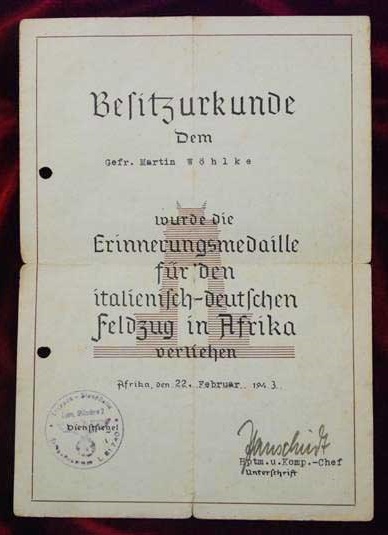 Besitzurkunde
Dem
Gefr. Martin Wöhlke
wurde die
Erinnerungsmedaille
für den
italienisch-deutschen
Feldzug in Afrika
verliehen
Afrika, den 22. Februar. 1943.
Dienstsiegel
Hptm.u.Komp.-Chef
Unterschrift